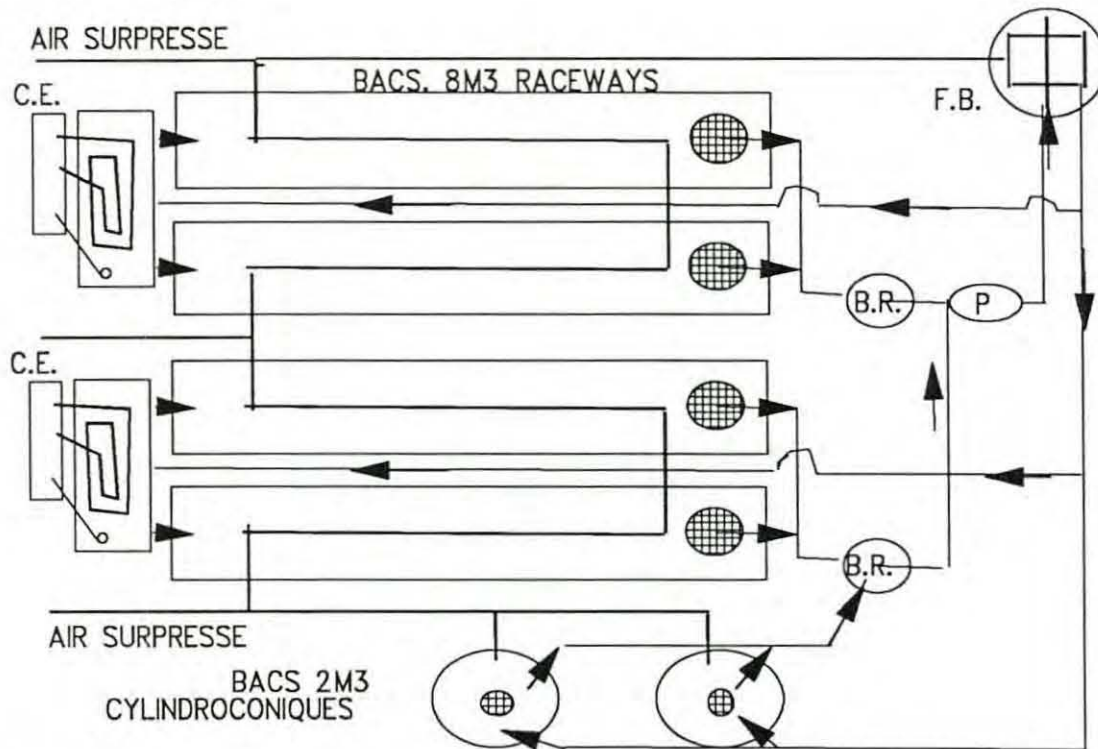 AIR SURPRESSE
BACS. 8M3 RACEWAYS
C.E.
F.B.
B.R.
P
C.E.
B.R.
AIR SURPRESSE
BACS 2M3
CYLINDROCONIQUES